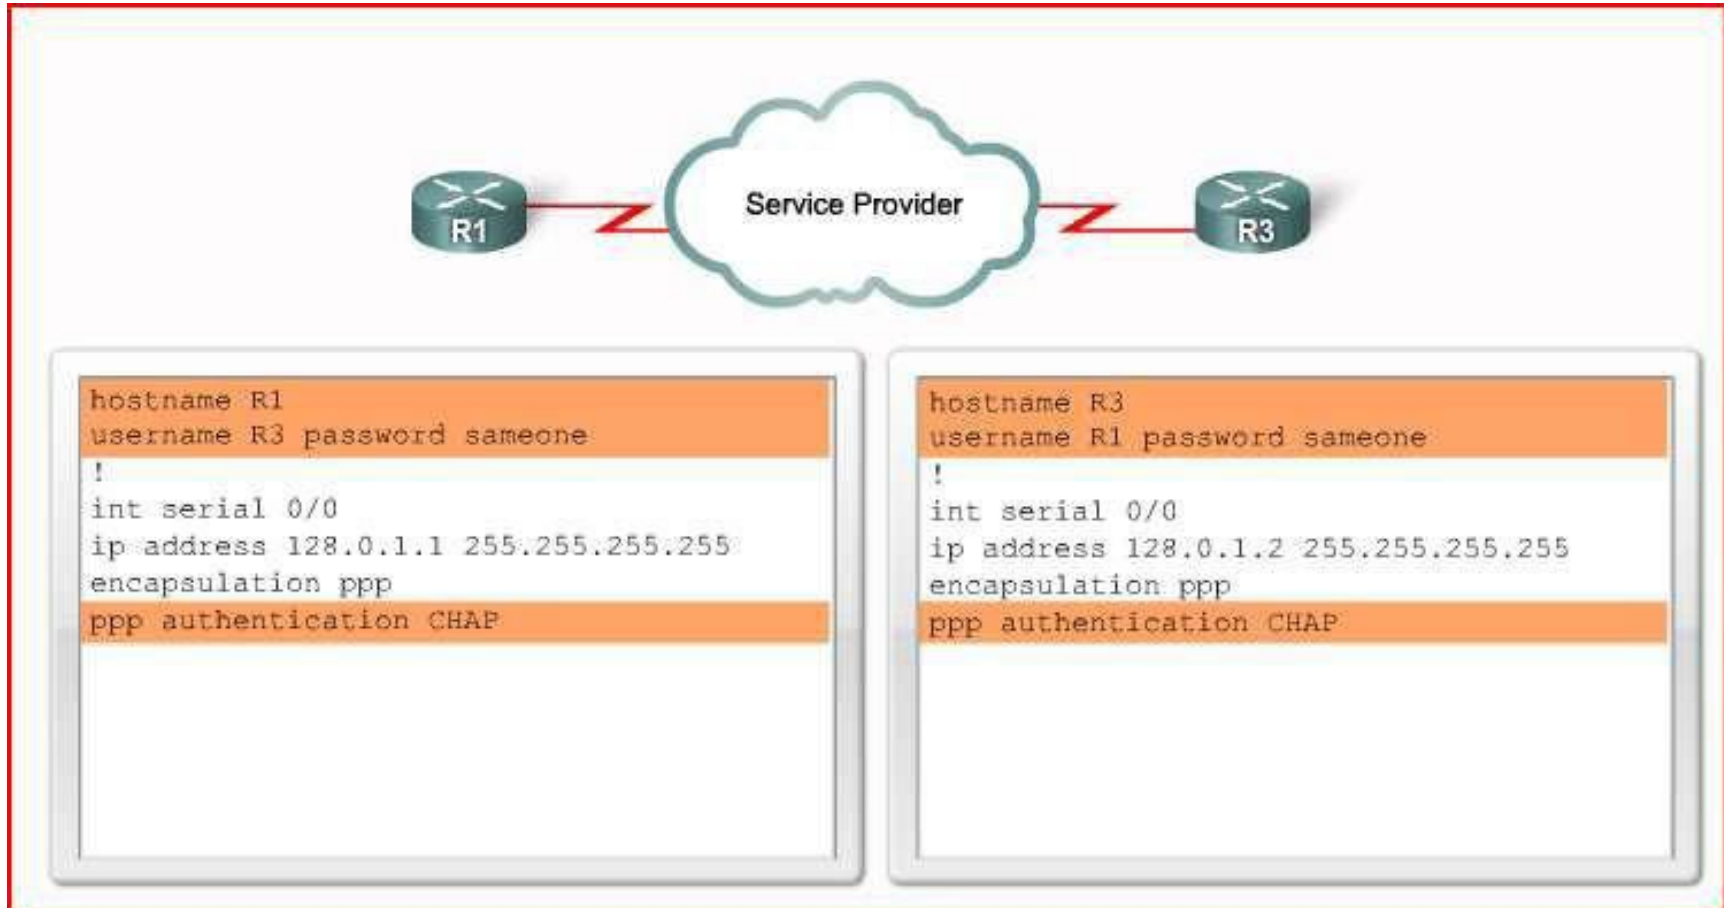 Service Provider
R1
R3
hostname R1
username R3 password sameone
!
int serial 0/0
ip address 128.0.1.1 255.255.255.255
encapsulation ppp
ppp authentication CHAP
hostname R3
username R1 password sameone
!
int serial 0/0
ip address 128.0.1.2 255.255.255.255
encapsulation ppp
ppp authentication CHAP